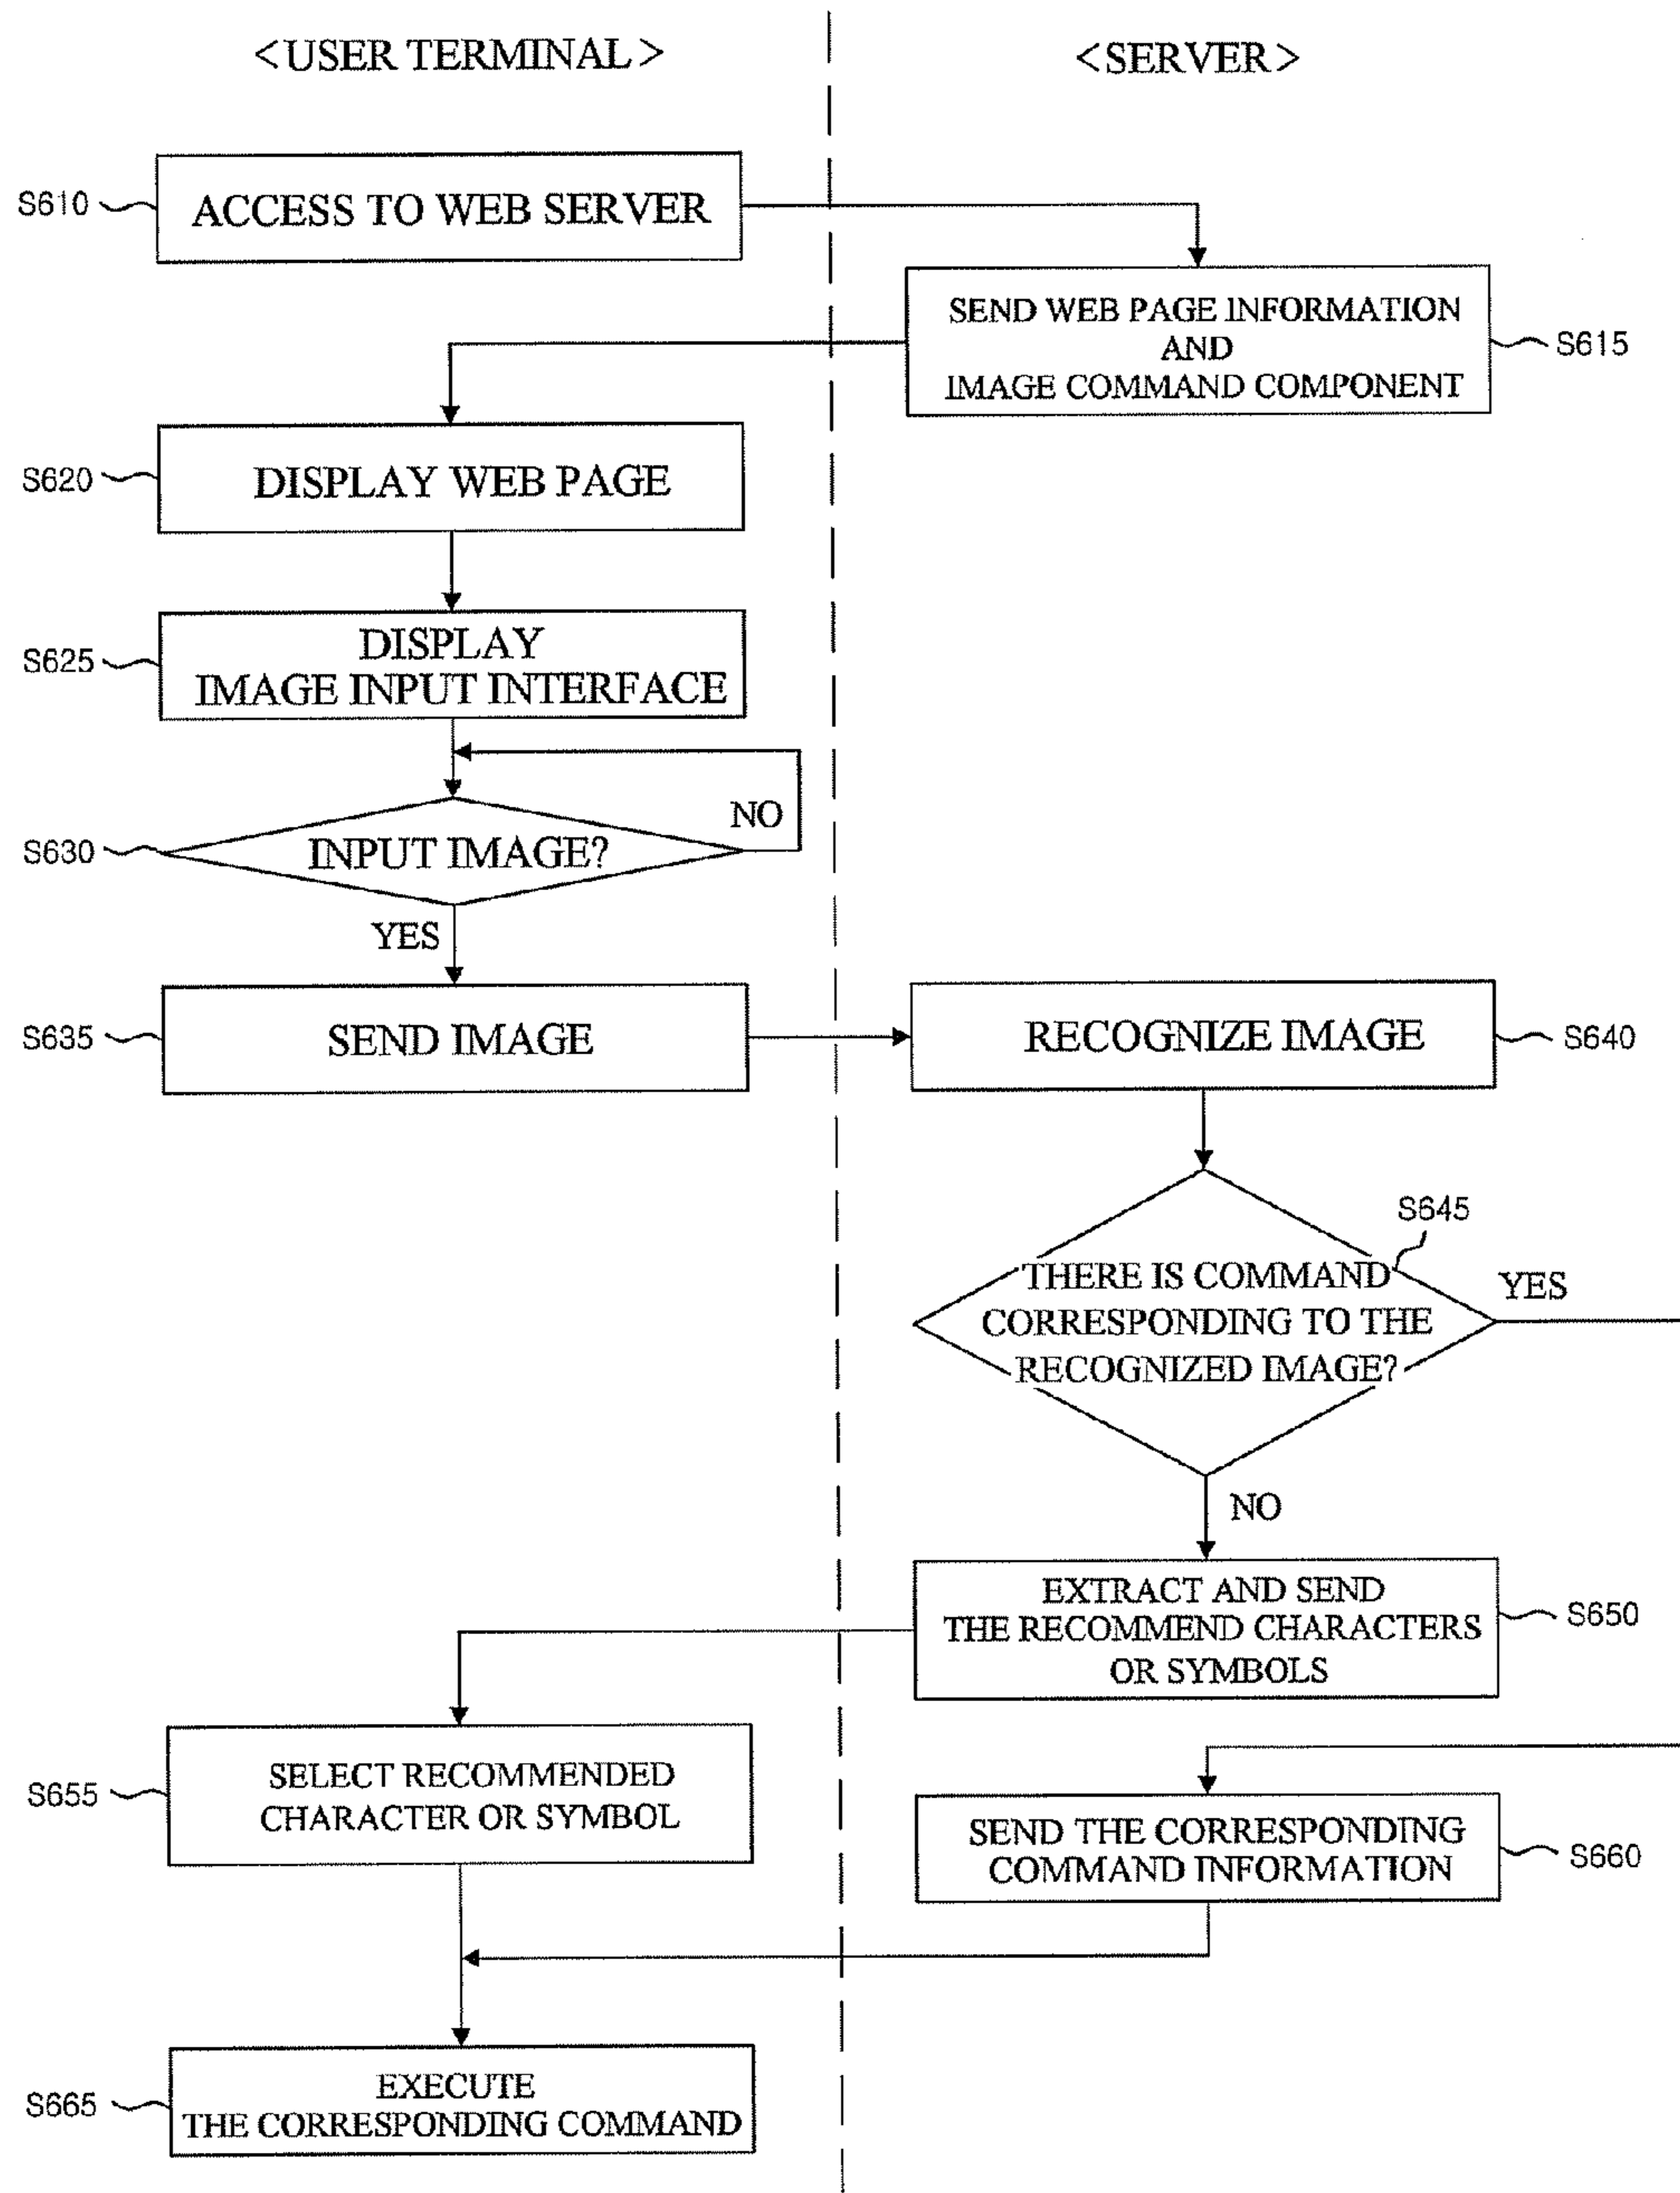 <USER TERMINAL>
<SERVER>
S610
ACCESS TO WEB SERVER
SEND WEB PAGE INFORMATION
AND
IMAGE COMMAND COMPONENT
S615
S620
DISPLAY WEB PAGE
S625
DISPLAY
IMAGE INPUT INTERFACE
NO
S630
INPUT IMAGE?
YES
S635
SEND IMAGE
RECOGNIZE IMAGE
S640
S645
THERE IS COMMAND
CORRESPONDING TO THE
RECOGNIZED IMAGE?
YES
NO
EXTRACT AND SEND
THE RECOMMEND CHARACTERS
OR SYMBOLS
S650
S655
SELECT RECOMMENDED
CHARACTER OR SYMBOL
SEND THE CORRESPONDING
COMMAND INFORMATION
S660
S665
EXECUTE
THE CORRESPONDING COMMAND